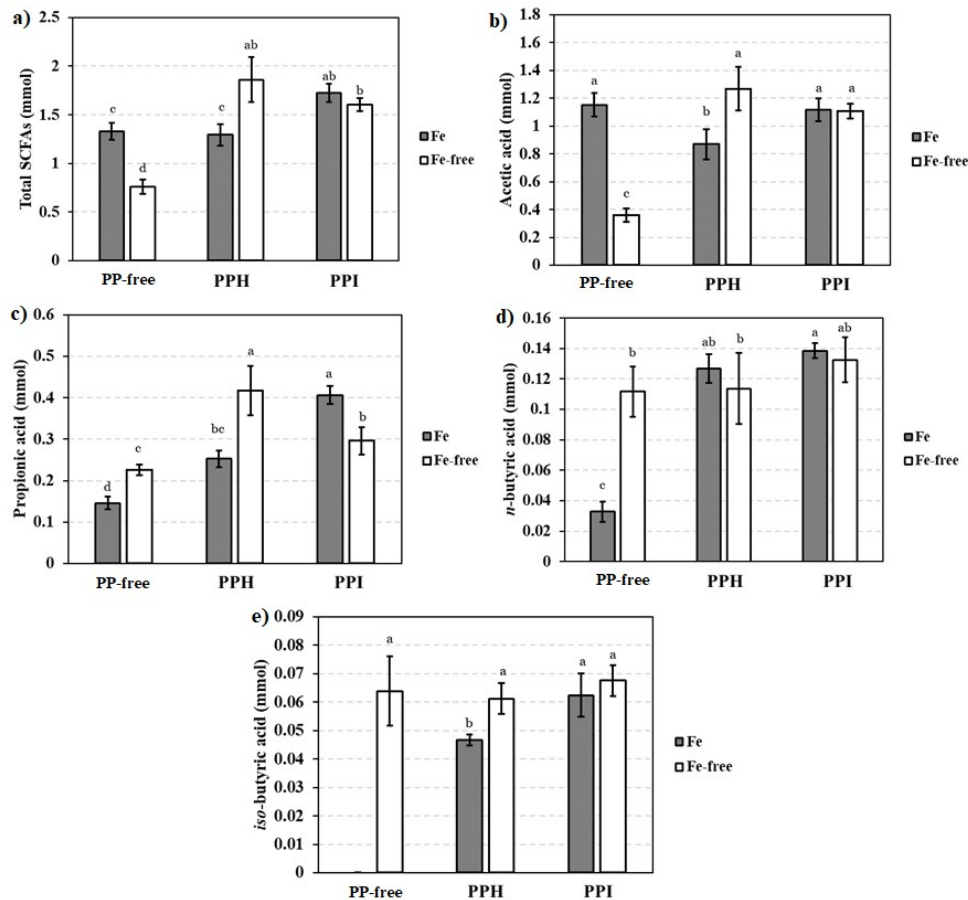 a)
Total SCFAs (mmol)
2.5
2
1.5
1
0.5
0
c
d
c
ab
ab
b
PP-free
PPH
PPI
Fe
Fe-free
b)
Acetic acid (mmol)
1.8
1.6
1.4
1.2
1
0.8
0.6
0.4
0.2
0
a
c
b
a
a
a
PP-free
PPH
PPI
Fe
Fe-free
c)
Propionic acid (mmol)
0.6
0.5
0.4
0.3
0.2
0.1
0
d
c
bc
a
a
b
PP-free
PPH
PPI
Fe
Fe-free
d)
n-butyric acid (mmol)
0.16
0.14
0.12
0.1
0.08
0.06
0.04
0.02
0
c
b
ab
b
a
ab
PP-free
PPH
PPI
Fe
Fe-free
e)
iso-butyric acid (mmol)
0.09
0.08
0.07
0.06
0.05
0.04
0.03
0.02
0.01
0
a
b
a
a
a
PP-free
PPH
PPI
Fe
Fe-free